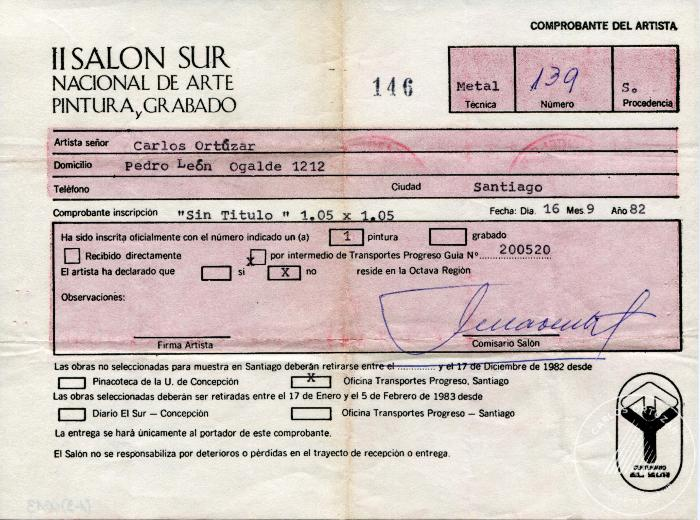 COMPROBANTE DEL ARTISTA
II SALON SUR
NACIONAL DE ARTE
PINTURA y GRABADO
146
Metal 139 S.
Técnica Número Procedencia
Artista señor Carlos Ortúzar
Domicilio Pedro León Ogalde 1212
Teléfono Ciudad Santiago
Comprobante inscripción "Sin Titulo " 1.05 x 1.05 Fecha: Dia. 16 Mes 9 Año 82
Ha sido inscrita oficialmente con el número indicado un (a) 1 pintura grabado
Recibido directamente x por intermedio de Transportes Progreso Guia Nº 200520
El artista ha declarado que si X no reside en la Octava Región
Observaciones:
Firma Artista Comisario Salón
Las obras no seleccionadas para muestra en Santiago deberán retirarse entre el ............ y el 17 de Diciembre de 1982 desde
Pinacoteca de la U. de Concepción X Oficina Transportes Progreso, Santiago
Las obras seleccionadas deberán ser retiradas entre el 17 de Enero y el 5 de Febrero de 1983 desde
Diario El Sur — Concepción Oficina Transportes Progreso — Santiago
La entrega se hará únicamente al portador de este comprobante.
El Salón no se responsabiliza por deterioros o pérdidas en el trayecto de recepción o entrega.